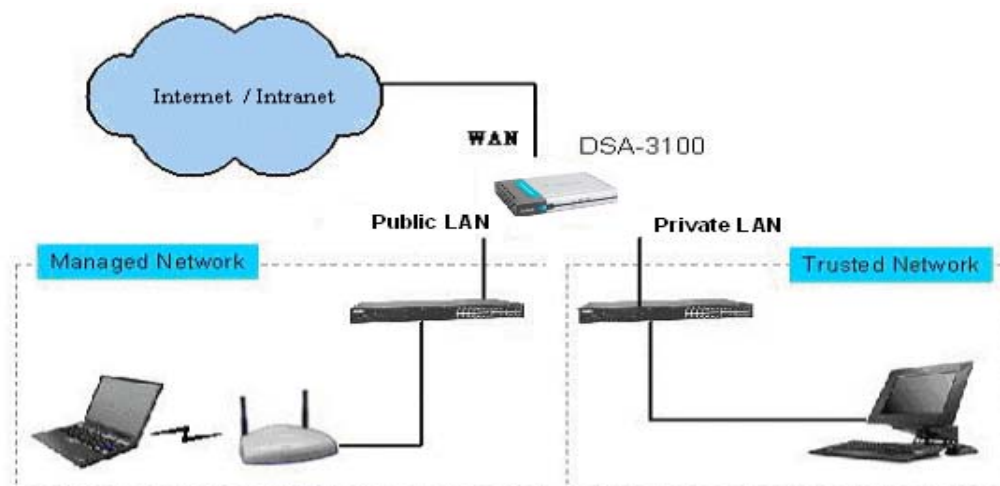 Internet / Intranet
WAN
DSA-3100
Public LAN
Private LAN
Managed Network
Trusted Network